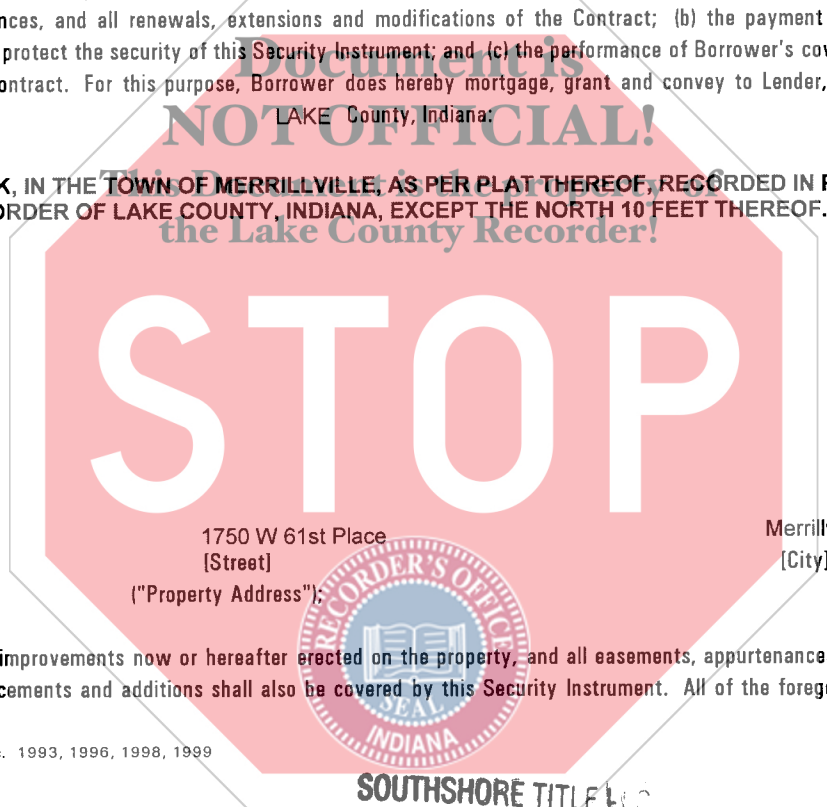 nces, and all renewals, extensions and modifications of the Contract; (b) the payment
protect the security of this Security Instrument; and (c) the performance of Borrower's cov
ontract. For this purpose, Borrower does hereby mortgage, grant and convey to Lender,
LAKE County, Indiana:
Document is
NOT OFFICIAL!
This Document is the property of
the Lake County Recorder!
K, IN THE TOWN OF MERRILLVILLE, AS PER PLAT THEREOF, RECORDED IN
ORDER OF LAKE COUNTY, INDIANA, EXCEPT THE NORTH 10 FEET THEREOF.
STOP
1750 W 61st Place Merrill
[Street] [City]
("Property Address");
RECORDER'S OFFICE
SEAL
INDIANA
improvements now or hereafter erected on the property, and all easements, appurtenance
cements and additions shall also be covered by this Security Instrument. All of the foreg
. 1993, 1996, 1998, 1999
SOUTHSHORE TITLE